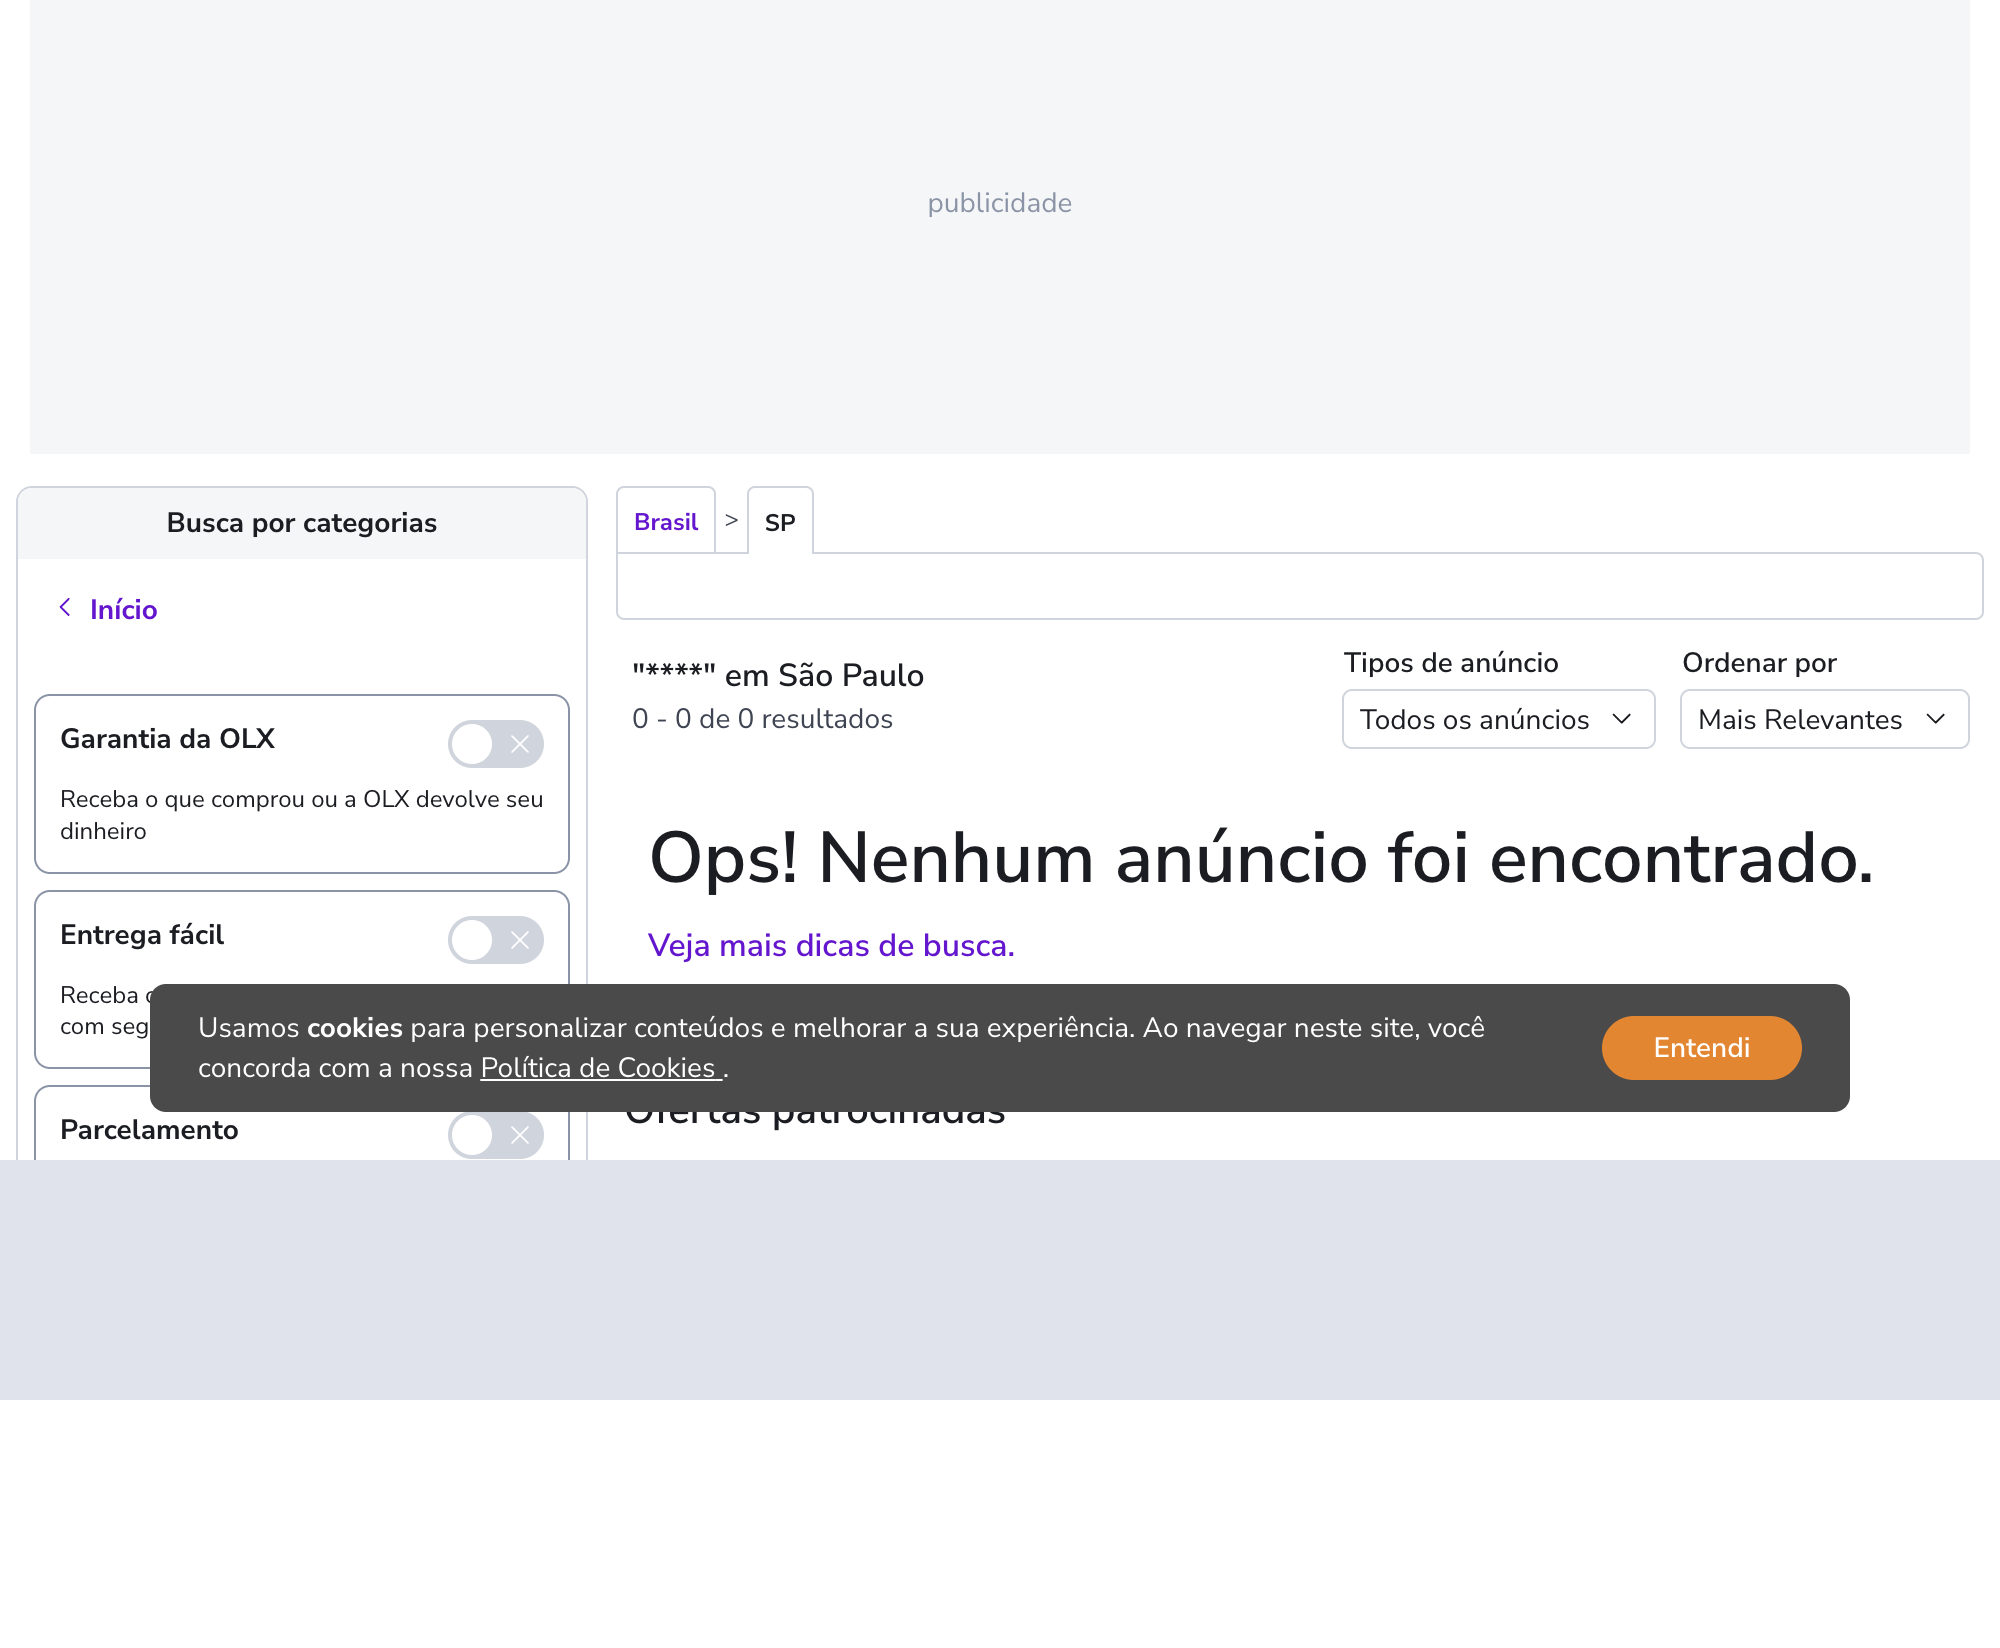 publicidade
Busca por categorias
Início
Garantia da OLX
Receba o que comprou ou a OLX devolve seu
dinheiro
Entrega fácil
Receba
com seg
Parcelamento
Brasil > SP
"****" em São Paulo
0 - 0 de 0 resultados
Tipos de anúncio
Todos os anúncios
Ordenar por
Mais Relevantes
Ops! Nenhum anúncio foi encontrado.
Veja mais dicas de busca.
Usamos cookies para personalizar conteúdos e melhorar a sua experiência. Ao navegar neste site, você
concorda com a nossa Política de Cookies .
Entendi
Ofertas patrocinadas